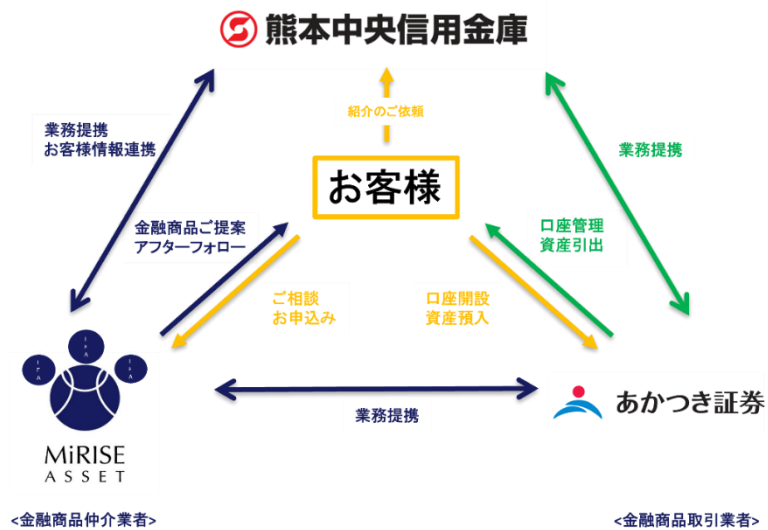 熊本中央信用金庫
紹介のご依頼
業務提携
お客様情報連携
業務提携
お客様
金融商品ご提案
アフターフォロー
口座管理
資産引出
ご相談
お申込み
口座開設
資産預入
IFA
IFA
IFA
業務提携
あかつき証券
MiRISE
ASSET
<金融商品仲介業者>
<金融商品取引業者>